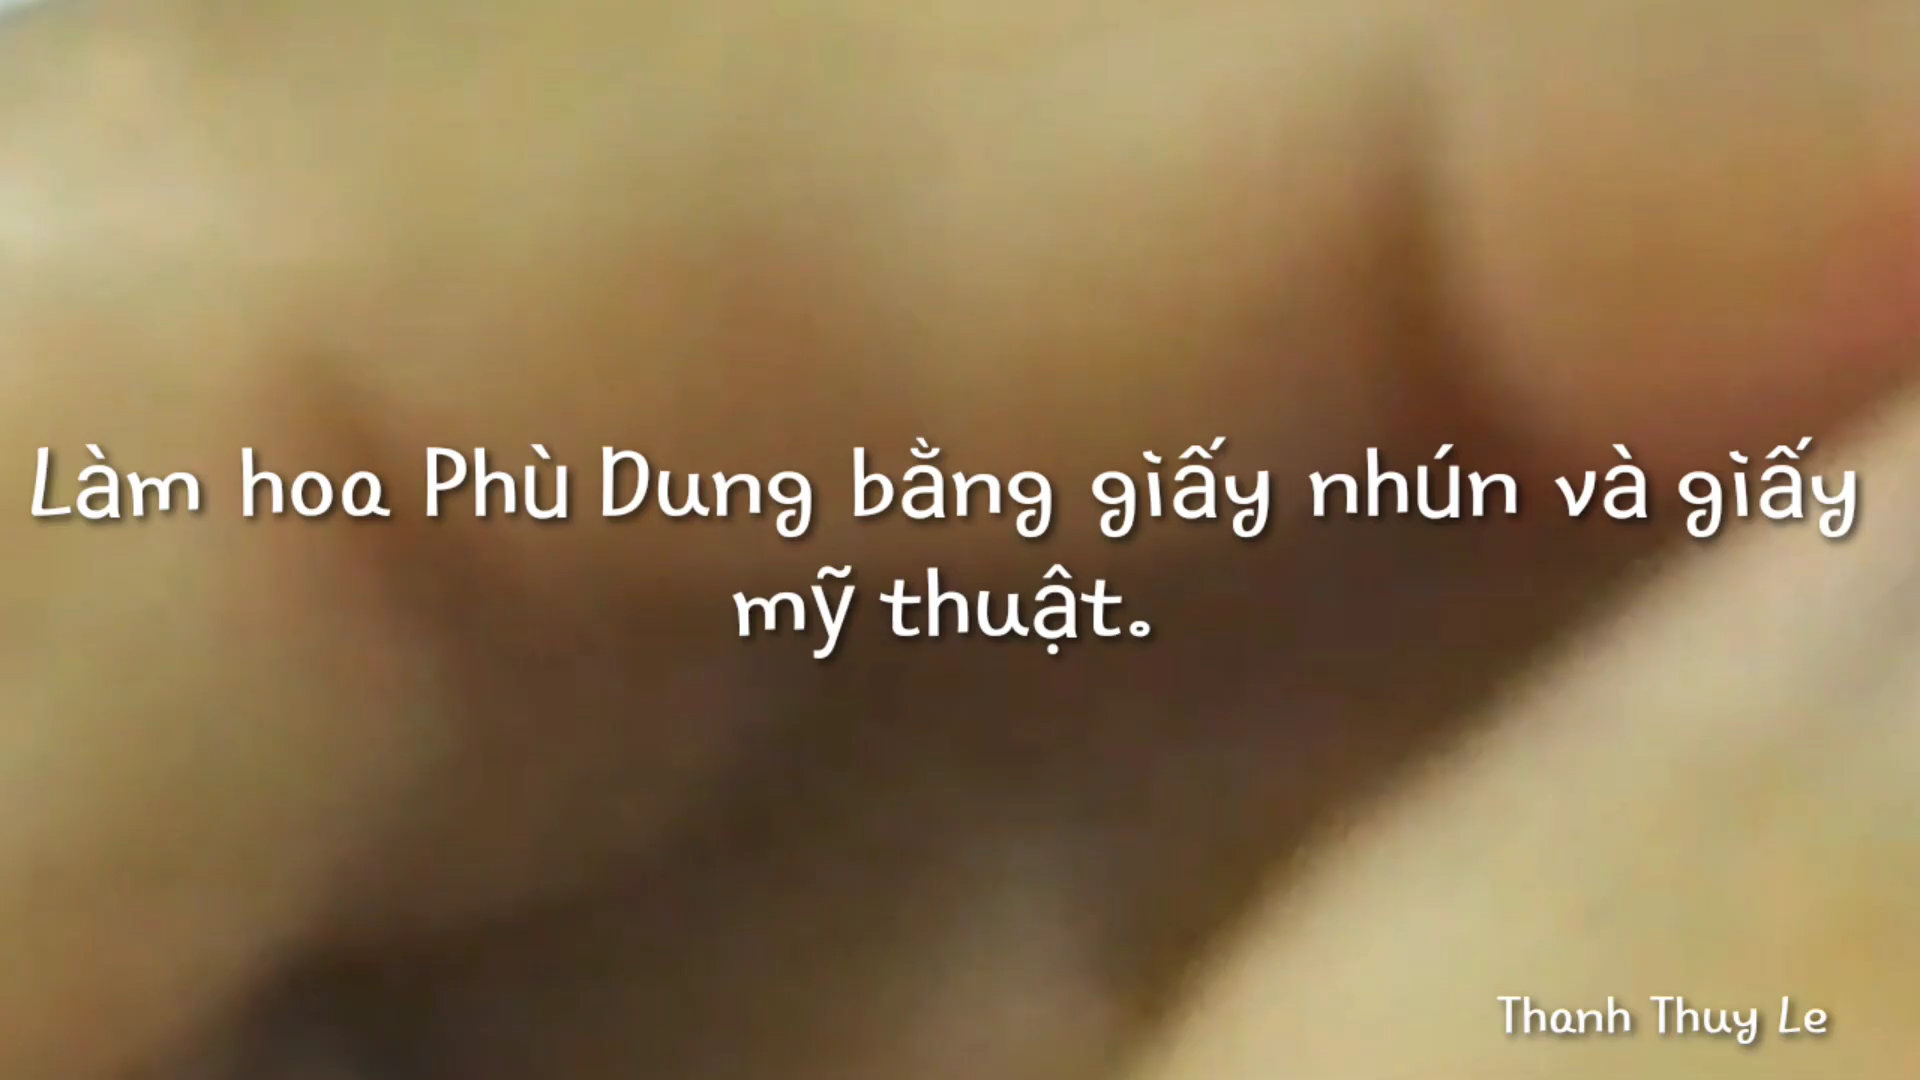 Làm hoa Phù Dung bằng giấy nhún và giấy
mỹ thuật.
Thanh Thuy Le